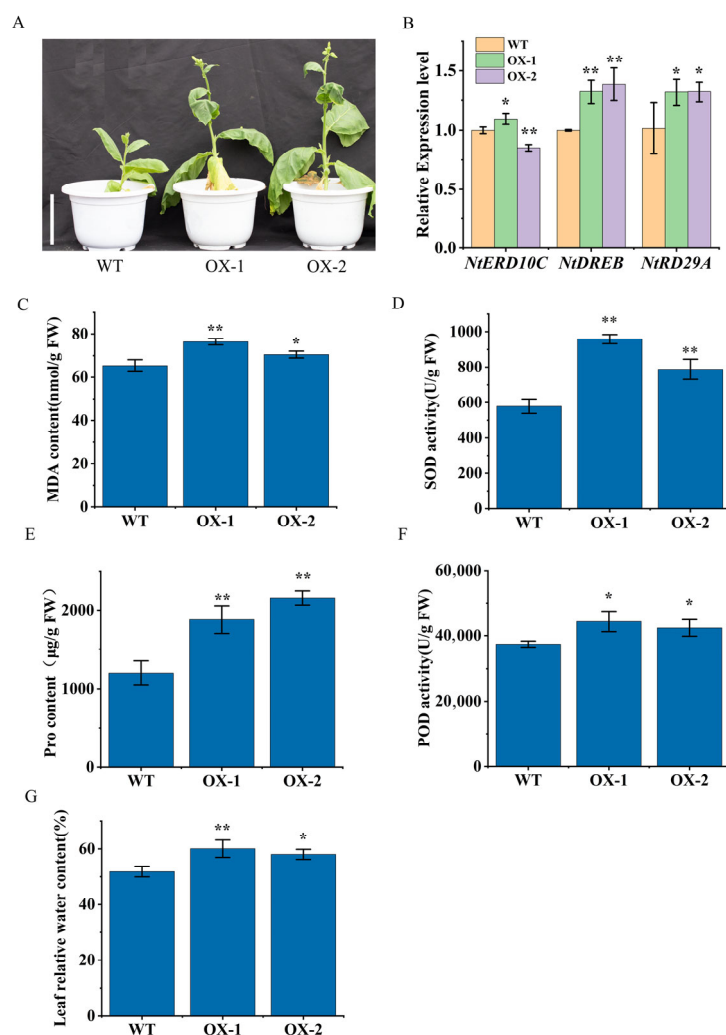 A
WT
OX-1
OX-2
B
WT
OX-1
OX-2
Relative Expression level
1.5
1.0
0.5
0.0
*
**
**
**
*
*
NtERD10C
NtDREB
NtRD29A
C
MDA content(nmol/g FW)
80
60
40
20
0
**
*
WT
OX-1
OX-2
D
SOD activity(U/g FW)
1000
800
600
400
200
0
**
**
WT
OX-1
OX-2
E
Pro content（μg/g FW）
2000
1000
0
**
**
WT
OX-1
OX-2
F
POD activity(U/g FW)
60,000
40,000
20,000
0
*
*
WT
OX-1
OX-2
G
Leaf relative water content(%)
60
40
20
0
**
*
WT
OX-1
OX-2